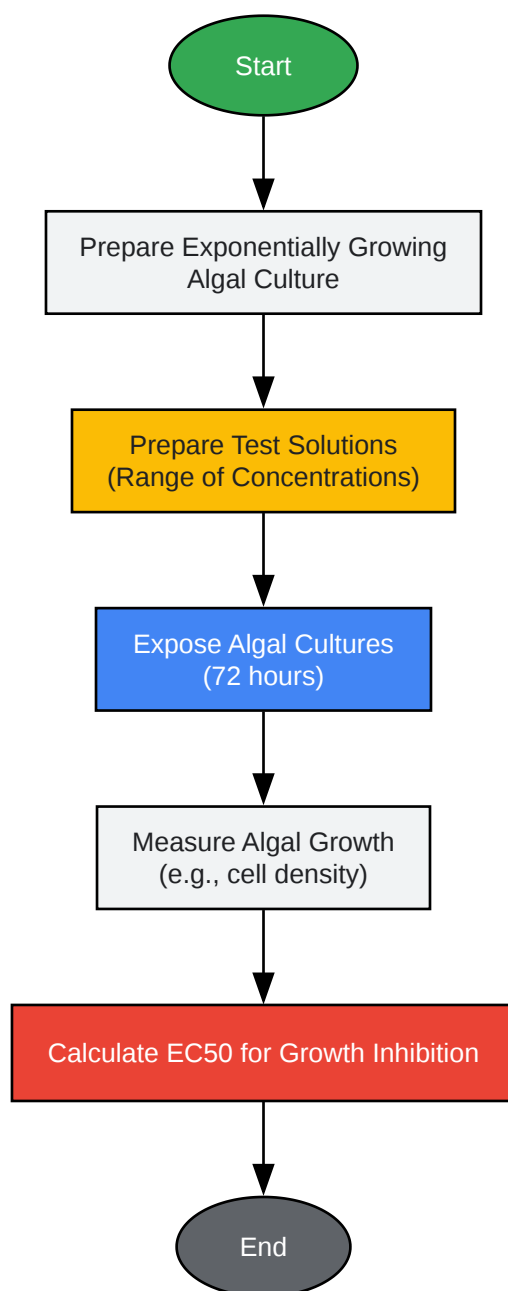 Start
Prepare Exponentially Growing
Algal Culture
Prepare Test Solutions
(Range of Concentrations)
Expose Algal Cultures
(72 hours)
Measure Algal Growth
(e.g., cell density)
Calculate EC50 for Growth Inhibition
End